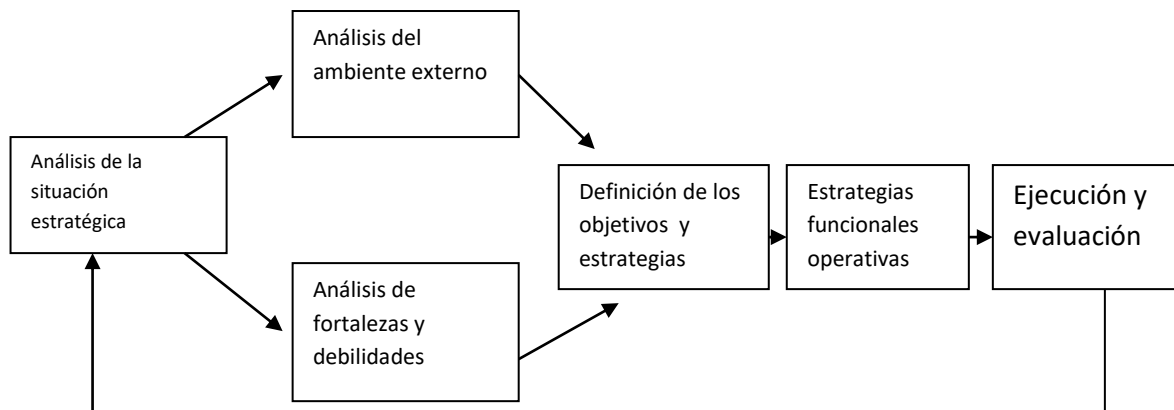 Análisis del
ambiente externo
Análisis de la
situación
estratégica
Análisis de
fortalezas y
debilidades
Definición de los
objetivos y
estrategias
Estrategias
funcionales
operativas
Ejecución y
evaluación